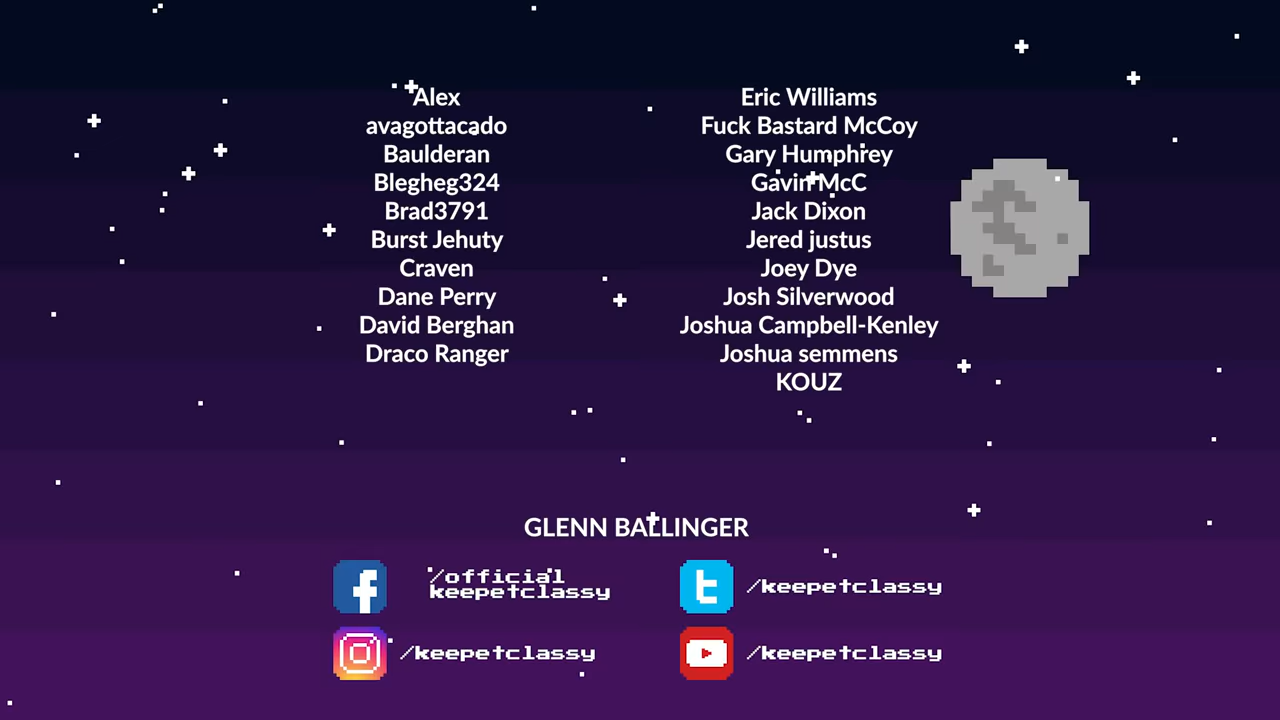 Alex
avagottacado
Baulderan
Blegheg324
Brad3791
Burst Jehuty
Craven
Dane Perry
David Berghan
Draco Ranger
Eric Williams
Fuck Bastard McCoy
Gary Humphrey
Gavin McC
Jack Dixon
Jered justus
Joey Dye
Josh Silverwood
Joshua Campbell-Kenley
Joshua semmens
KOUZ
GLENN BALLINGER
/official
keepetclassy
/keepetclassy
/keepetclassy
/keepetclassy